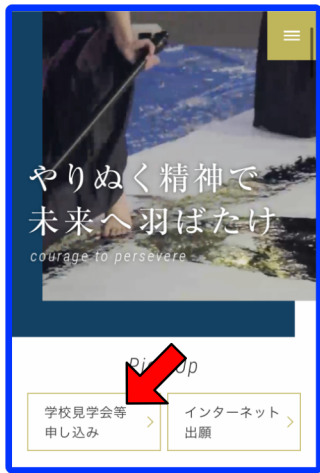 やりぬく精神で
未来へ羽ばたけ
courage to persevere
学校見学会等
申し込み
インターネット
出願